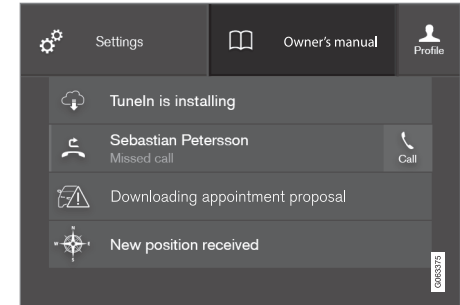 Settings
Owner's manual
Profile
TuneIn is installing
Sebastian Petersson
Missed call
Call
Downloading appointment proposal
New position received
G063375